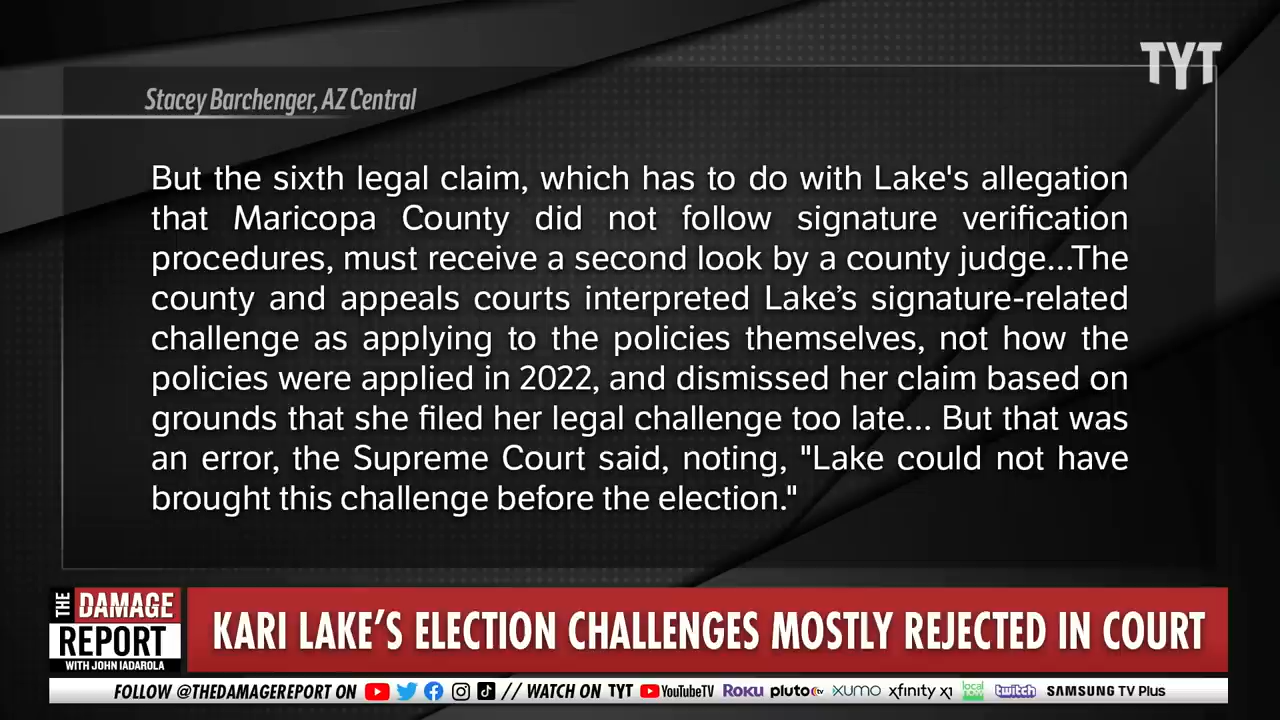 TYT
Stacey Barchenger, AZ Central
But the sixth legal claim, which has to do with Lake's allegation
that Maricopa County did not follow signature verification
procedures, must receive a second look by a county judge...The
county and appeals courts interpreted Lake’s signature-related
challenge as applying to the policies themselves, not how the
policies were applied in 2022, and dismissed her claim based on
grounds that she filed her legal challenge too late... But that was
an error, the Supreme Court said, noting, "Lake could not have
brought this challenge before the election."
THE DAMAGE
REPORT
WITH JOHN IADAROLA
KARI LAKE’S ELECTION CHALLENGES MOSTLY REJECTED IN COURT
FOLLOW @THEDAMAGEREPORT ON // WATCH ON TYT YouTubeTV Roku pluto tv xumo xfinity x1 local now twitch SAMSUNG TV Plus